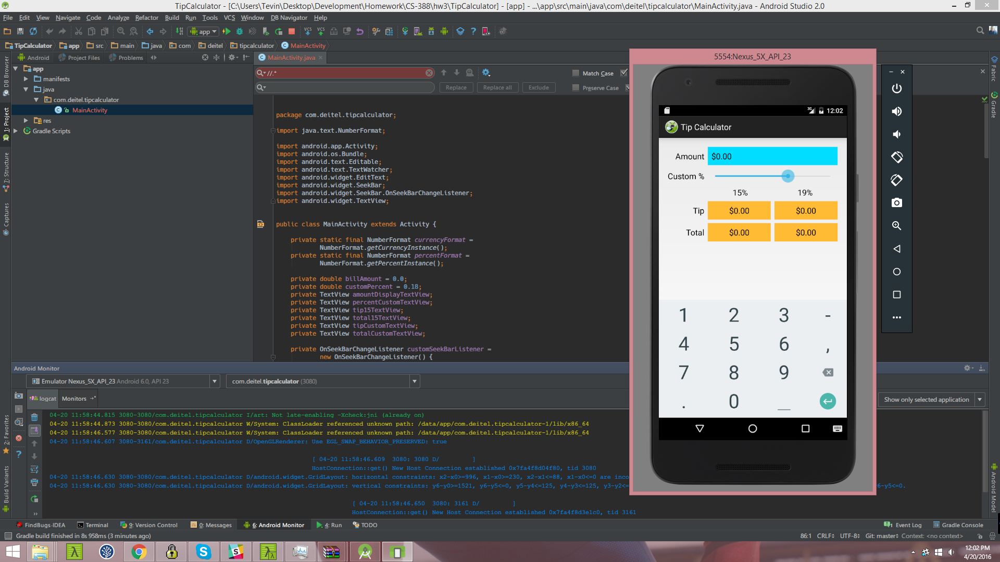 TipCalculator - [C:\Users\Tevin\Desktop\Development\Homework\CS-388\hw3\TipCalculator] - [app] - ...\app\src\main\java\com\deitel\tipcalculator\MainActivity.java - Android Studio 2.0
File Edit View Navigate Code Analyze Refactor Build Run Tools VCS Window DB Navigator Help
app
TipCalculator app src main java com deitel tipcalculator MainActivity
Android Project Files Problems
MainActivity.java
app
manifests
java
com.deitel.tipcalculator
MainActivity
res
Gradle Scripts
DB Browser
1: Project
7: Structure
Captures
2: Favorites
Build Variants
//.*
Match Case
Replace Replace all Exclude Preserve Case
package com.deitel.tipcalculator;
import java.text.NumberFormat;
import android.app.Activity;
import android.os.Bundle;
import android.text.Editable;
import android.text.TextWatcher;
import android.widget.EditText;
import android.widget.SeekBar;
import android.widget.SeekBar.OnSeekBarChangeListener;
import android.widget.TextView;
public class MainActivity extends Activity {
private static final NumberFormat currencyFormat =
NumberFormat.getCurrencyInstance();
private static final NumberFormat percentFormat =
NumberFormat.getPercentInstance();
private double billAmount = 0.0;
private double customPercent = 0.18;
private TextView amountDisplayTextView;
private TextView percentCustomTextView;
private TextView tip15TextView;
private TextView total15TextView;
private TextView tipCustomTextView;
private TextView totalCustomTextView;
private OnSeekBarChangeListener customSeekBarListener =
new OnSeekBarChangeListener() {
5554:Nexus_5X_API_23
3G 12:02
Tip Calculator
Amount $0.00
Custom %
15% 19%
Tip $0.00 $0.00
Total $0.00 $0.00
1 2 3 -
4 5 6 ,
7 8 9
. 0 _
Fabric
Gradle
Android Model
Android Monitor
Emulator Nexus_5X_API_23 Android 6.0, API 23
com.deitel.tipcalculator (3080)
logcat Monitors
Show only selected application
04-20 11:58:44.815 3080-3080/com.deitel.tipcalculator I/art: Not late-enabling -Xcheck:jni (already on)
04-20 11:58:44.873 3080-3080/com.deitel.tipcalculator W/System: ClassLoader referenced unknown path: /data/app/com.deitel.tipcalculator-1/lib/x86_64
04-20 11:58:46.577 3080-3080/com.deitel.tipcalculator W/System: ClassLoader referenced unknown path: /data/app/com.deitel.tipcalculator-1/lib/x86_64
04-20 11:58:46.607 3080-3161/com.deitel.tipcalculator D/OpenGLRenderer: Use EGL_SWAP_BEHAVIOR_PRESERVED: true
[ 04-20 11:58:46.609 3080: 3080 D/ ]
HostConnection::get() New Host Connection established 0x7fa4f8d04f80, tid 3080
04-20 11:58:46.630 3080-3080/com.deitel.tipcalculator D/android.widget.GridLayout: horizontal constraints: x2-x0>=996, x1-x0>=230, x2-x1<=88, x1-x0<=0 are inco
04-20 11:58:46.630 3080-3080/com.deitel.tipcalculator D/android.widget.GridLayout: vertical constraints: y6-y0>=1521, y6-y5<=0, y5-y4<=125, y4-y3<=125, y3-y2<= 6-y5<=0.
[ 04-20 11:58:46.650 3080: 3161 D/ ]
HostConnection::get() New Host Connection established 0x7fa4f8d3e1c0, tid 3161
FindBugs-IDEA Terminal 9: Version Control 0: Messages 6: Android Monitor 4: Run TODO Event Log Gradle Console
Gradle build finished in 8s 958ms (3 minutes ago) 86:1 CRLF UTF-8 Git: master Context: <no context>
12:02 PM
4/20/2016